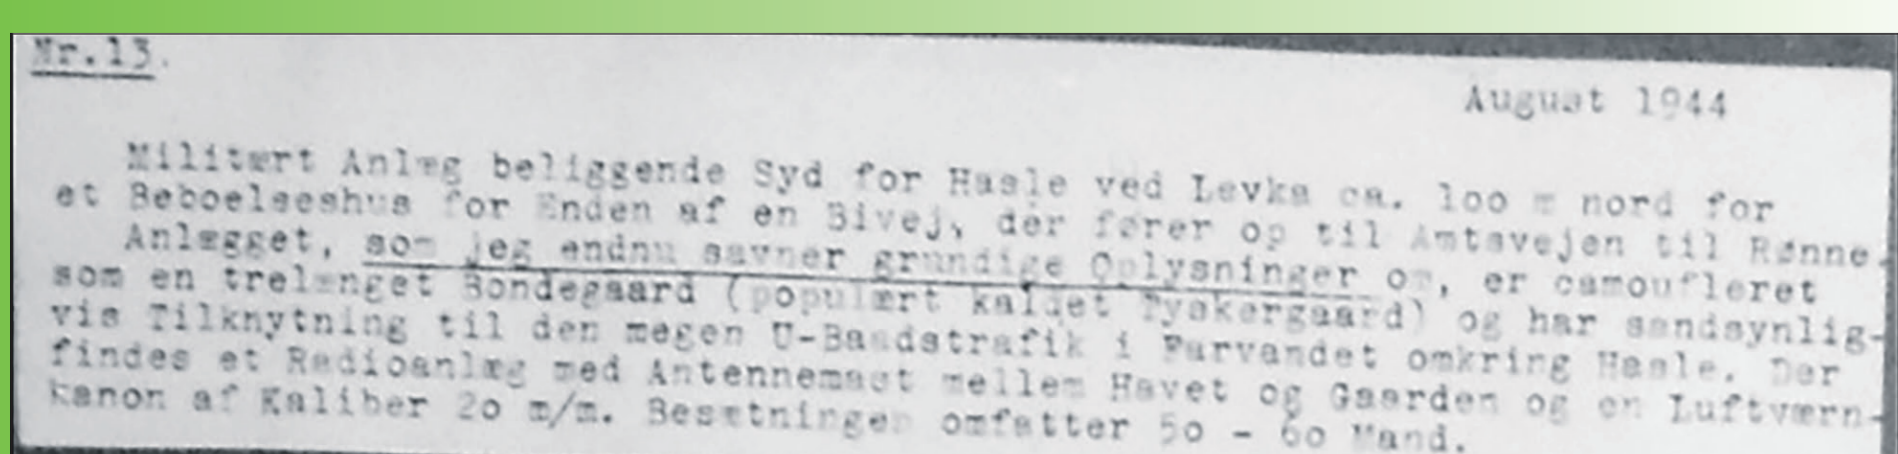 Nr.13.
August 1944
Militært Anlæg beliggende Syd for Hasle ved Levka ca. 100 m nord for
et Beboelseshus for Enden af en Bivej, der fører op til Amtsvejen til Rønne.
Anlægget, som jeg endnu savner grundige Oplysninger om, er camoufleret
som en trelænget Bondegaard (populært kaldet Tyskergaard) og har sandsynlig-
vis Tilknytning til den megen U-Baadstrafik i Farvandet omkring Hasle. Der
findes et Radioanlæg med Antennemast mellem Havet og Gaarden og en Luftværn-
kanon af Kaliber 20 m/m. Besætningen omfatter 50 - 60 Mand.